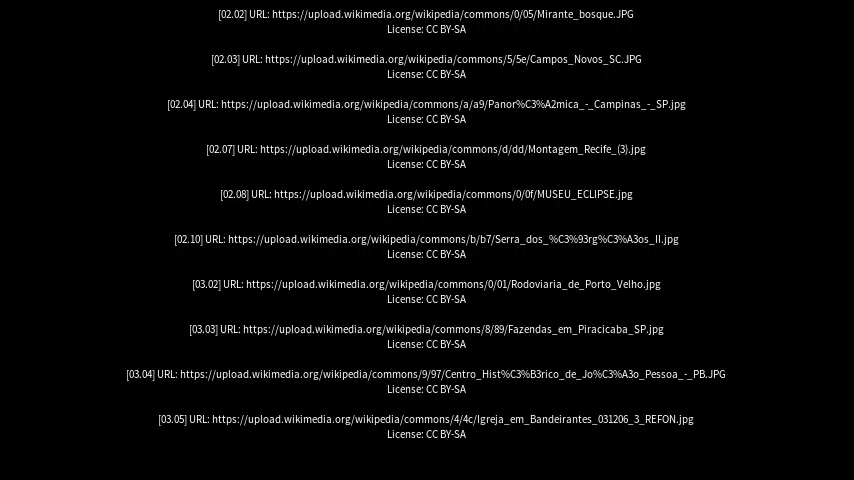 [02.02] URL: https://upload.wikimedia.org/wikipedia/commons/0/05/Mirante_bosque.JPG
License: CC BY-SA
[02.03] URL: https://upload.wikimedia.org/wikipedia/commons/5/5e/Campos_Novos_SC.JPG
License: CC BY-SA
[02.04] URL: https://upload.wikimedia.org/wikipedia/commons/a/a9/Panor%C3%A2mica_-_Campinas_-_SP.jpg
License: CC BY-SA
[02.07] URL: https://upload.wikimedia.org/wikipedia/commons/d/dd/Montagem_Recife_(3).jpg
License: CC BY-SA
[02.08] URL: https://upload.wikimedia.org/wikipedia/commons/0/0f/MUSEU_ECLIPSE.jpg
License: CC BY-SA
[02.10] URL: https://upload.wikimedia.org/wikipedia/commons/b/b7/Serra_dos_%C3%93rg%C3%A3os_II.jpg
License: CC BY-SA
[03.02] URL: https://upload.wikimedia.org/wikipedia/commons/0/01/Rodoviaria_de_Porto_Velho.jpg
License: CC BY-SA
[03.03] URL: https://upload.wikimedia.org/wikipedia/commons/8/89/Fazendas_em_Piracicaba_SP.jpg
License: CC BY-SA
[03.04] URL: https://upload.wikimedia.org/wikipedia/commons/9/97/Centro_Hist%C3%B3rico_de_Jo%C3%A3o_Pessoa_-_PB.JPG
License: CC BY-SA
[03.05] URL: https://upload.wikimedia.org/wikipedia/commons/4/4c/Igreja_em_Bandeirantes_031206_3_REFON.jpg
License: CC BY-SA